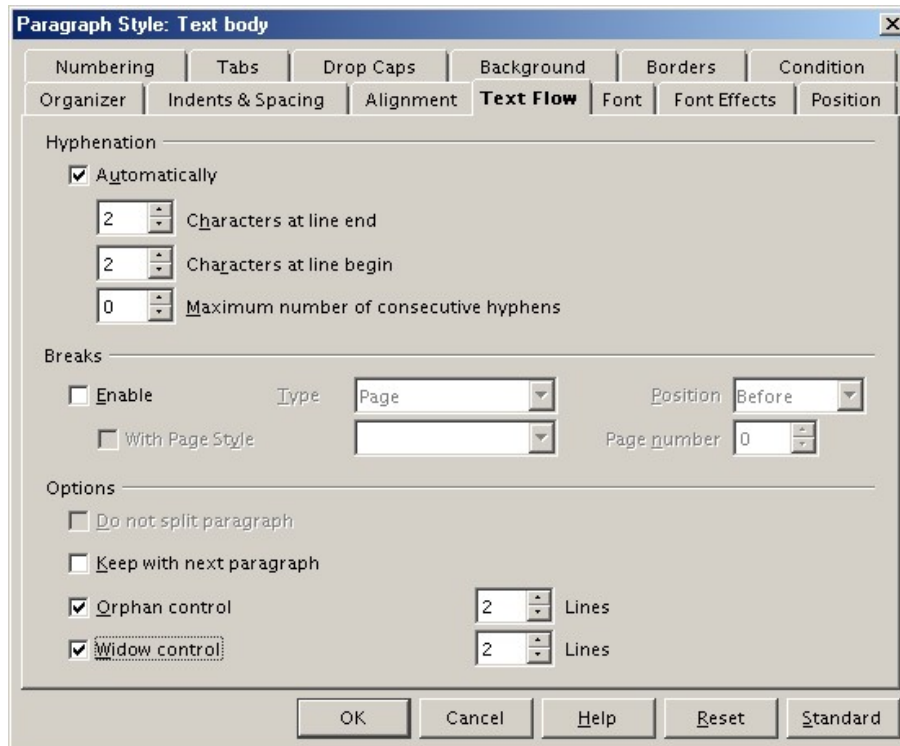 Paragraph Style: Text body
Numbering Tabs Drop Caps Background Borders Condition
Organizer Indents & Spacing Alignment Text Flow Font Font Effects Position
Hyphenation
Automatically
2 Characters at line end
2 Characters at line begin
0 Maximum number of consecutive hyphens
Breaks
Enable Type Page Position Before
With Page Style Page number 0
Options
Do not split paragraph
Keep with next paragraph
Orphan control 2 Lines
Widow control 2 Lines
OK Cancel Help Reset Standard